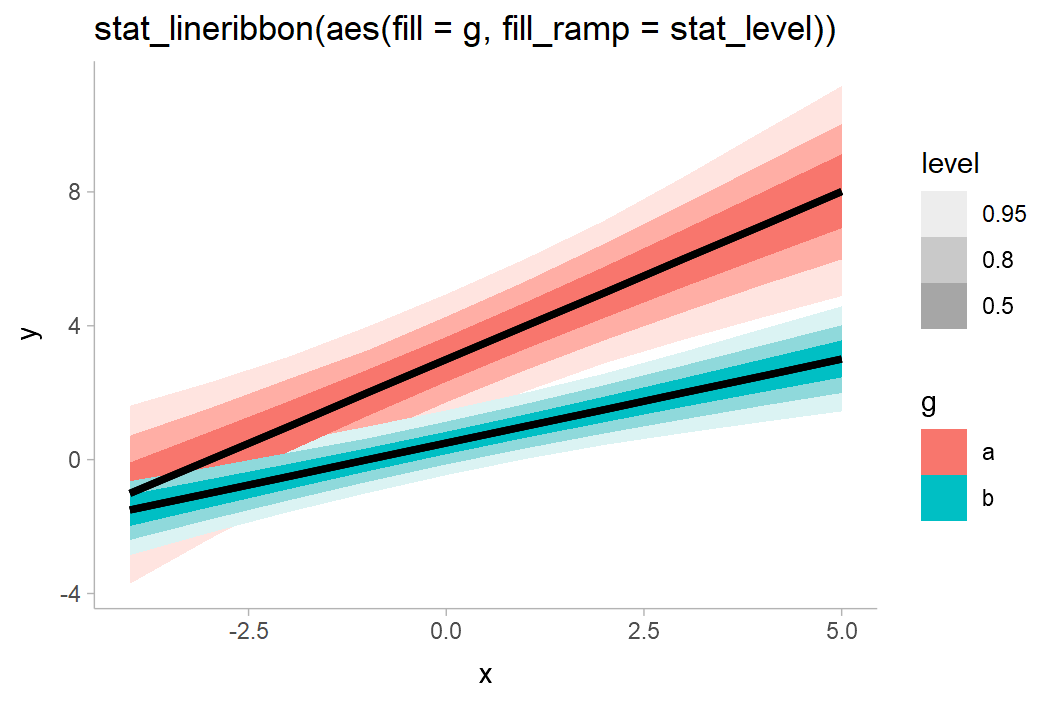 stat_lineribbon(aes(fill = g, fill_ramp = stat_level))
y
8
4
0
-4
-2.5
0.0
2.5
5.0
x
level
0.95
0.8
0.5
g
a
b